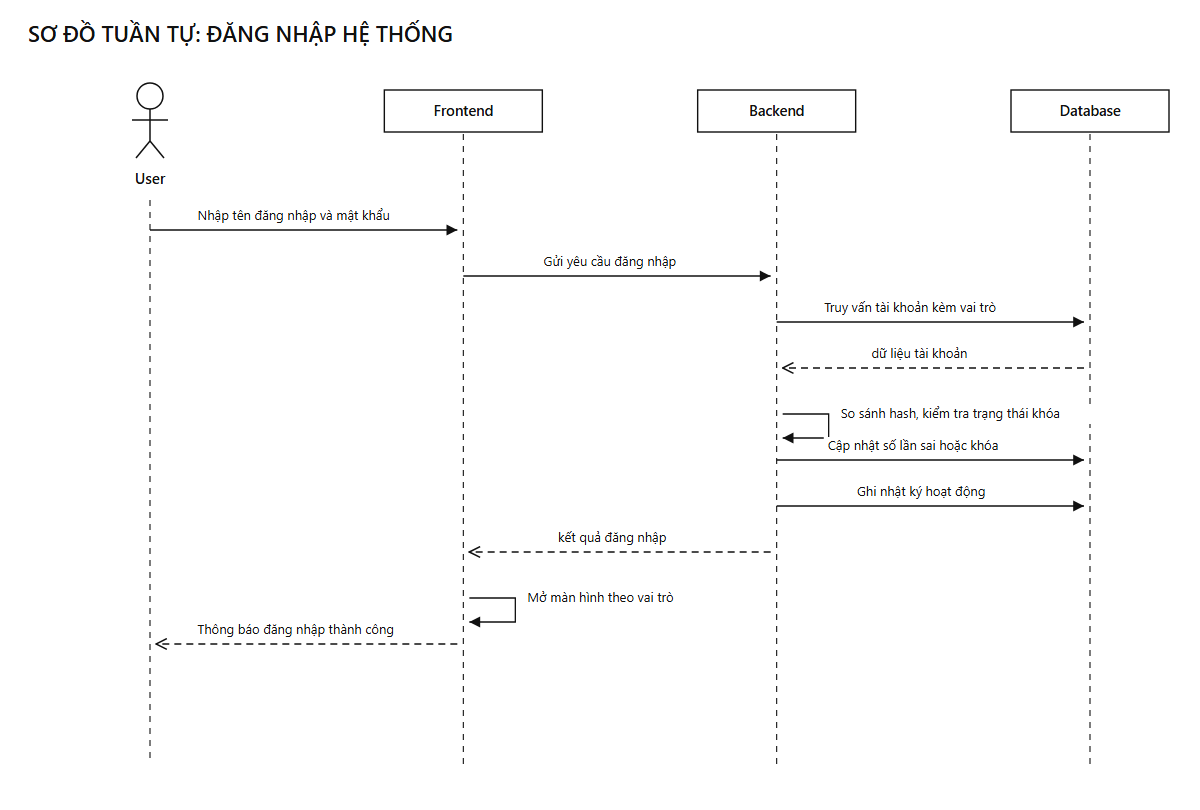 SƠ ĐỒ TUẦN TỰ: ĐĂNG NHẬP HỆ THỐNG
User
Frontend
Backend
Database
Nhập tên đăng nhập và mật khẩu
Gửi yêu cầu đăng nhập
Truy vấn tài khoản kèm vai trò
dữ liệu tài khoản
So sánh hash, kiểm tra trạng thái khóa
Cập nhật số lần sai hoặc khóa
Ghi nhật ký hoạt động
kết quả đăng nhập
Mở màn hình theo vai trò
Thông báo đăng nhập thành công